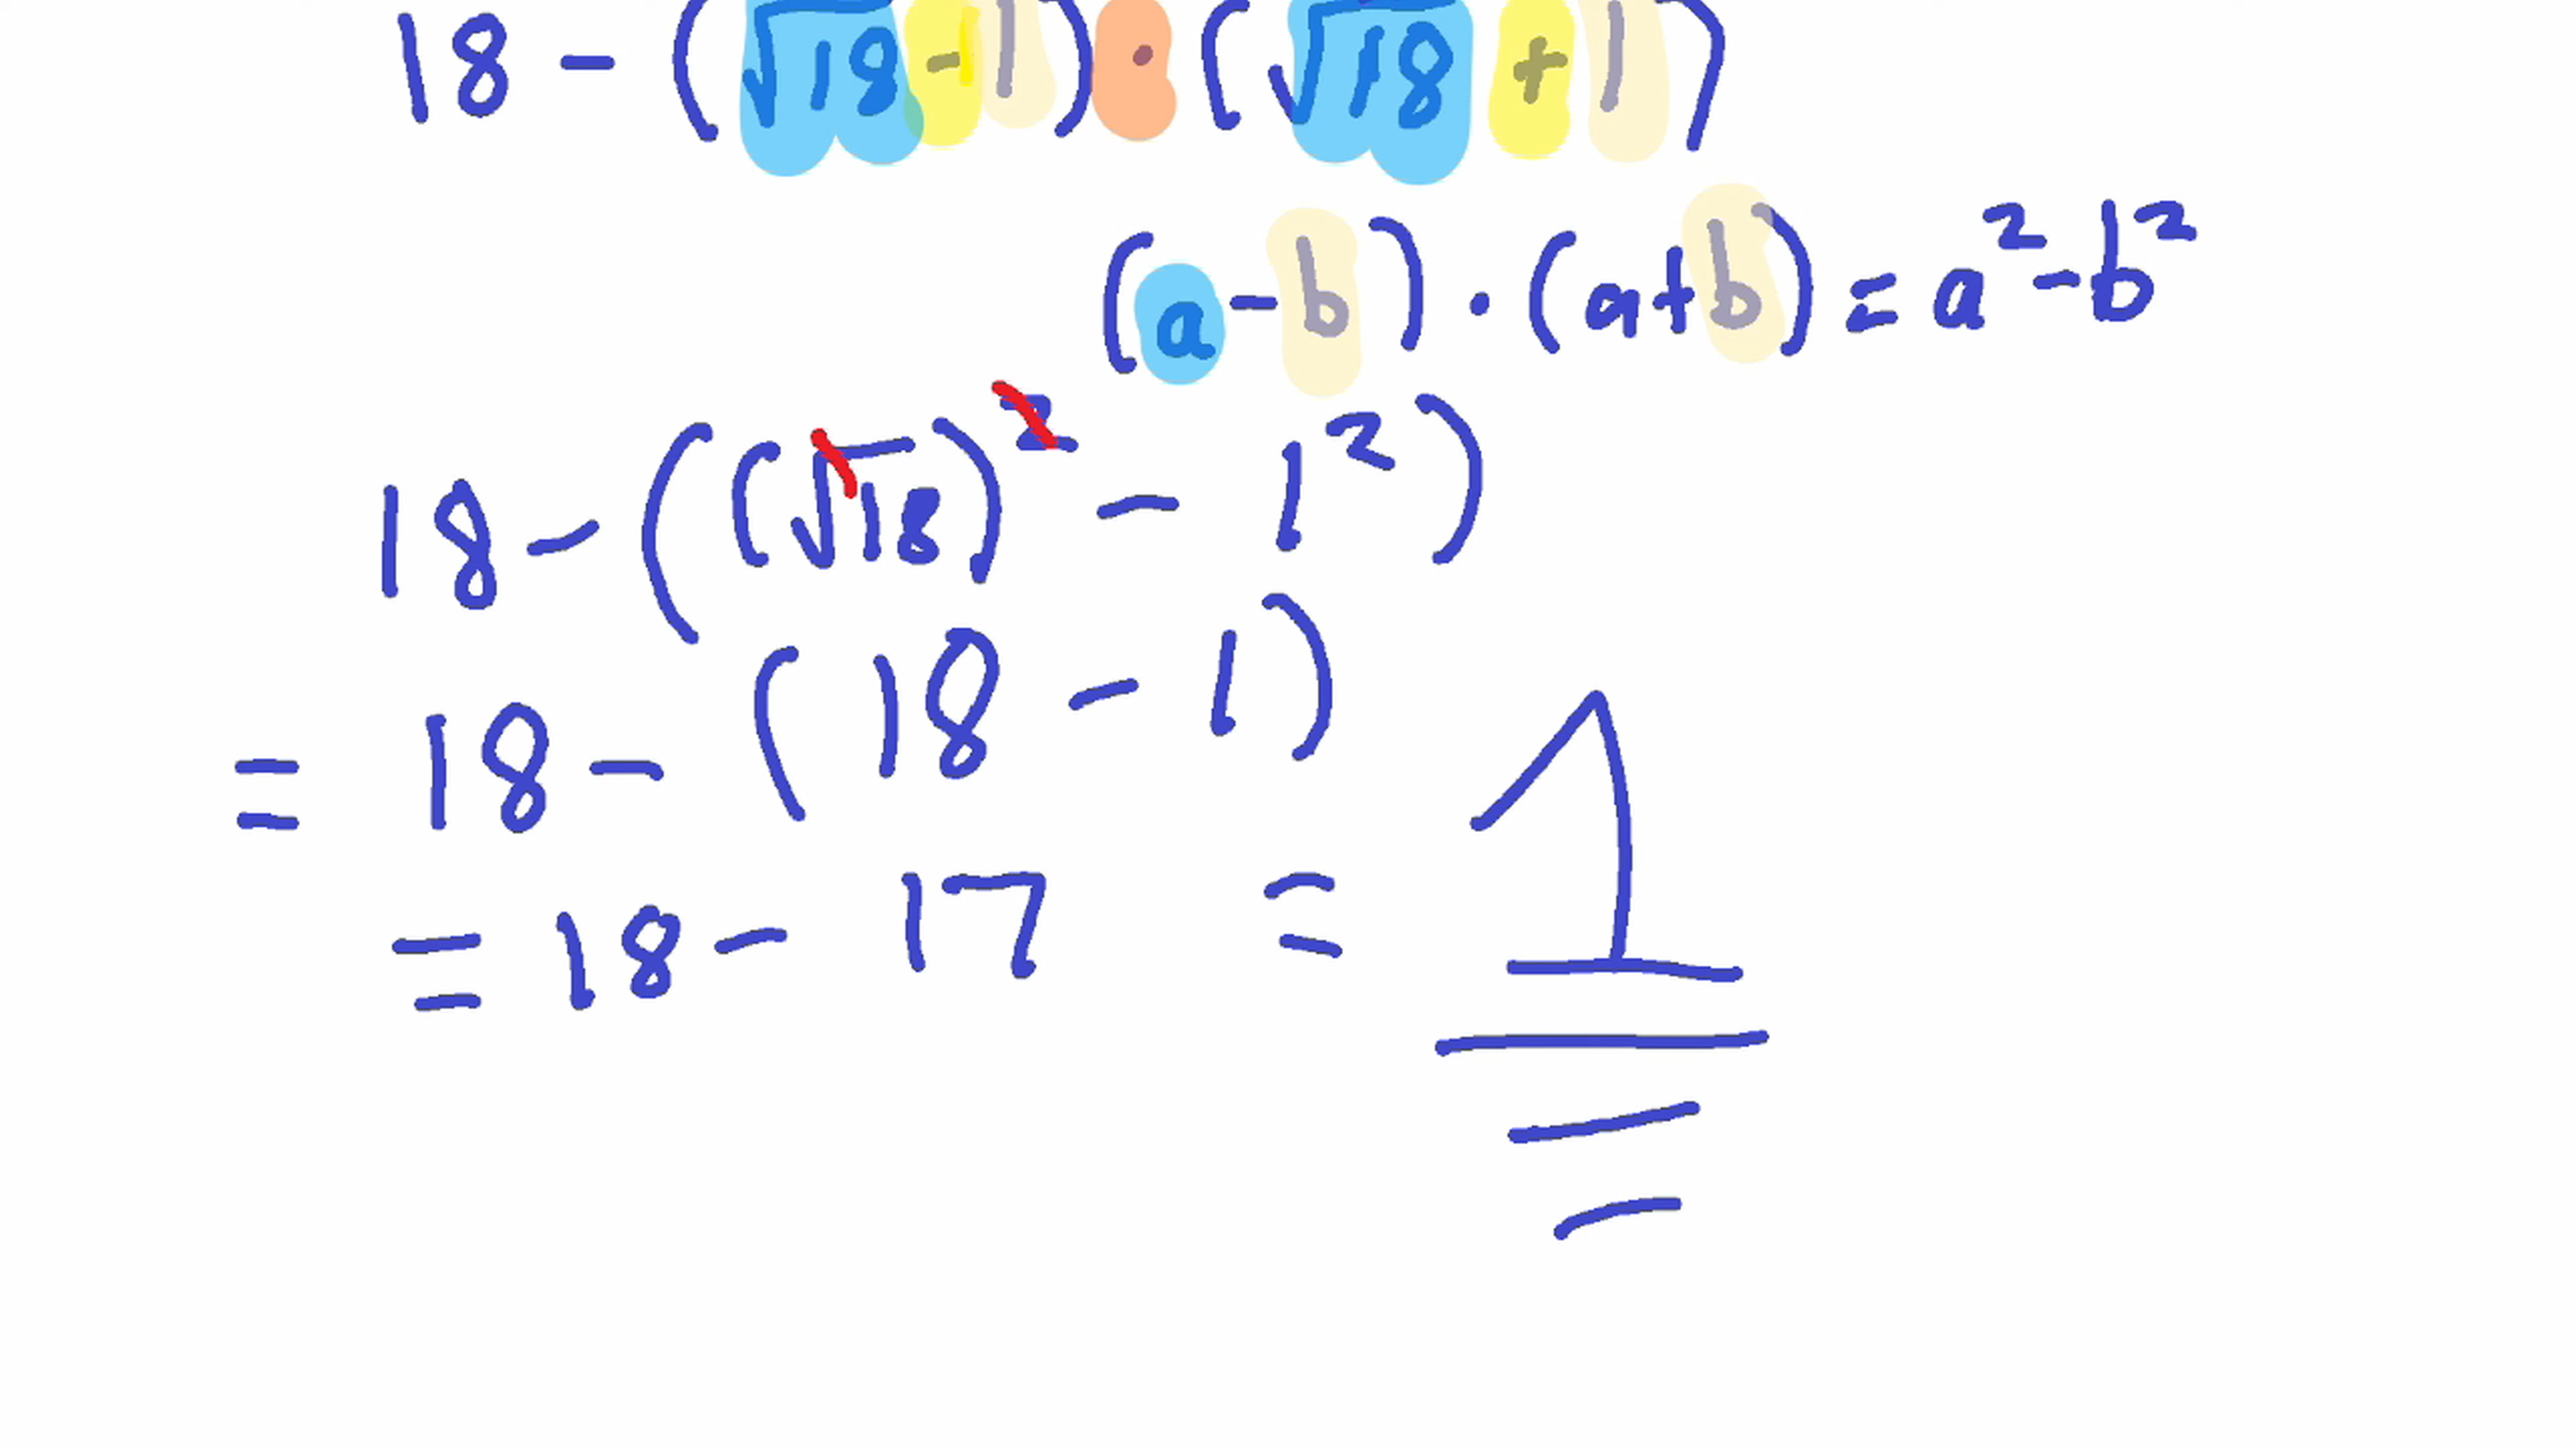 18 - (√18 - 1) · (√18 + 1)
(a - b) · (a + b) = a² - b²
18 - ((√18)² - 1²)
= 18 - (18 - 1)
= 18 - 17 = 1